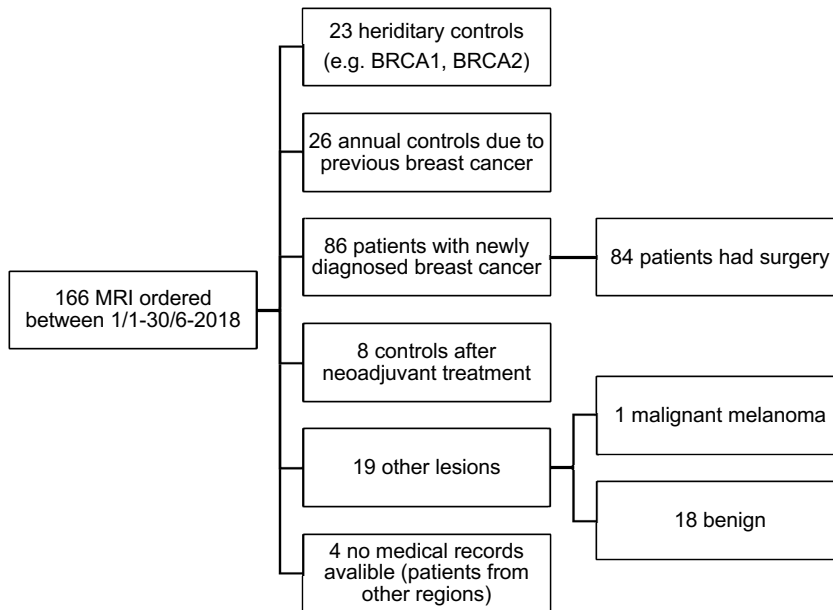 23 heriditary controls
(e.g. BRCA1, BRCA2)
26 annual controls due to
previous breast cancer
86 patients with newly
diagnosed breast cancer
84 patients had surgery
166 MRI ordered
between 1/1-30/6-2018
8 controls after
neoadjuvant treatment
1 malignant melanoma
19 other lesions
18 benign
4 no medical records
avalible (patients from
other regions)